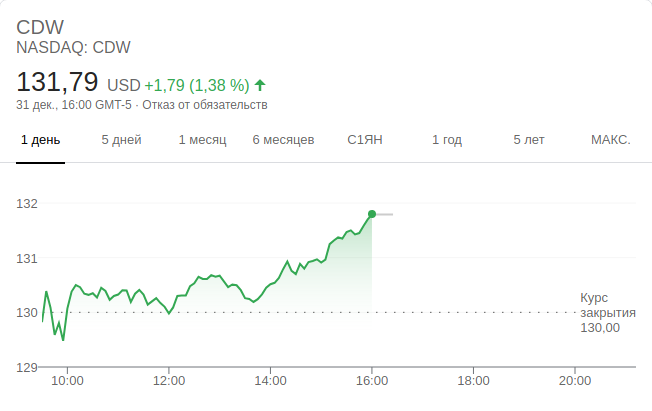 CDW
NASDAQ: CDW
131,79 USD +1,79 (1,38 %)
31 дек., 16:00 GMT-5 · Отказ от обязательств
1 день 5 дней 1 месяц 6 месяцев С1ЯН 1 год 5 лет МАКС.
132
131
130
129
Курс
закрытия
130,00
10:00 12:00 14:00 16:00 18:00 20:00